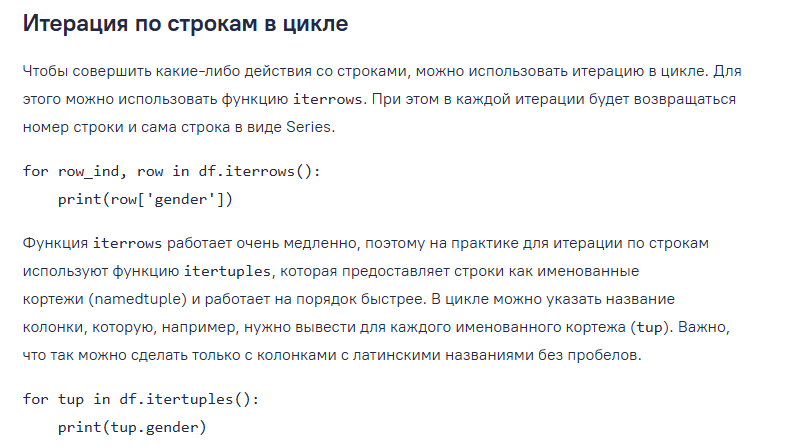 Итерация по строкам в цикле
Чтобы совершить какие-либо действия со строками, можно использовать итерацию в цикле. Для
этого можно использовать функцию iterrows. При этом в каждой итерации будет возвращаться
номер строки и сама строка в виде Series.
for row_ind, row in df.iterrows():
    print(row['gender'])
Функция iterrows работает очень медленно, поэтому на практике для итерации по строкам
используют функцию itertuples, которая предоставляет строки как именованные
кортежи (namedtuple) и работает на порядок быстрее. В цикле можно указать название
колонки, которую, например, нужно вывести для каждого именованного кортежа (tup). Важно,
что так можно сделать только с колонками с латинскими названиями без пробелов.
for tup in df.itertuples():
    print(tup.gender)